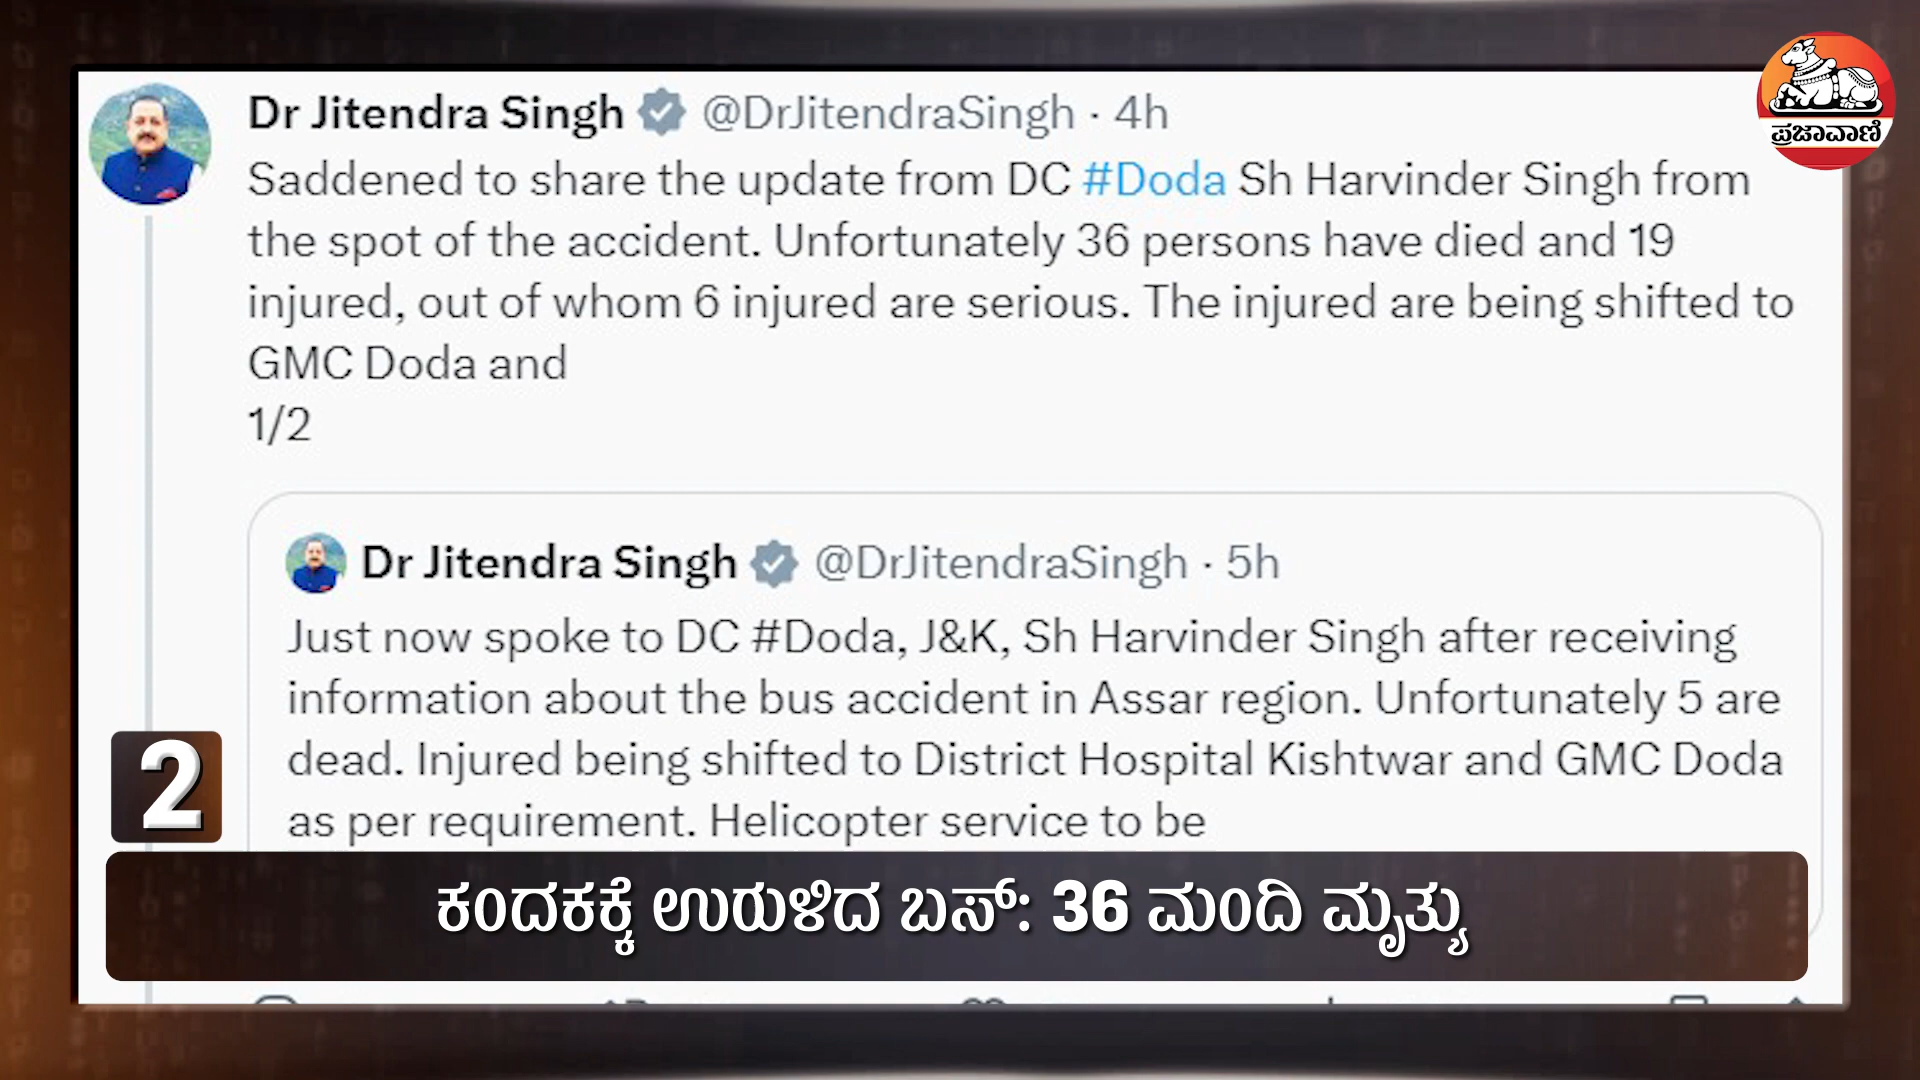 Dr Jitendra Singh @DrJitendraSingh · 4h
Saddened to share the update from DC #Doda Sh Harvinder Singh from
the spot of the accident. Unfortunately 36 persons have died and 19
injured, out of whom 6 injured are serious. The injured are being shifted to
GMC Doda and
1/2
Dr Jitendra Singh @DrJitendraSingh · 5h
Just now spoke to DC #Doda, J&K, Sh Harvinder Singh after receiving
information about the bus accident in Assar region. Unfortunately 5 are
dead. Injured being shifted to District Hospital Kishtwar and GMC Doda
as per requirement. Helicopter service to be
2
ಕಂದಕಕ್ಕೆ ಉರುಳಿದ ಬಸ್: 36 ಮಂದಿ ಮೃತ್ಯು
ಪ್ರಜಾವಾಣಿ